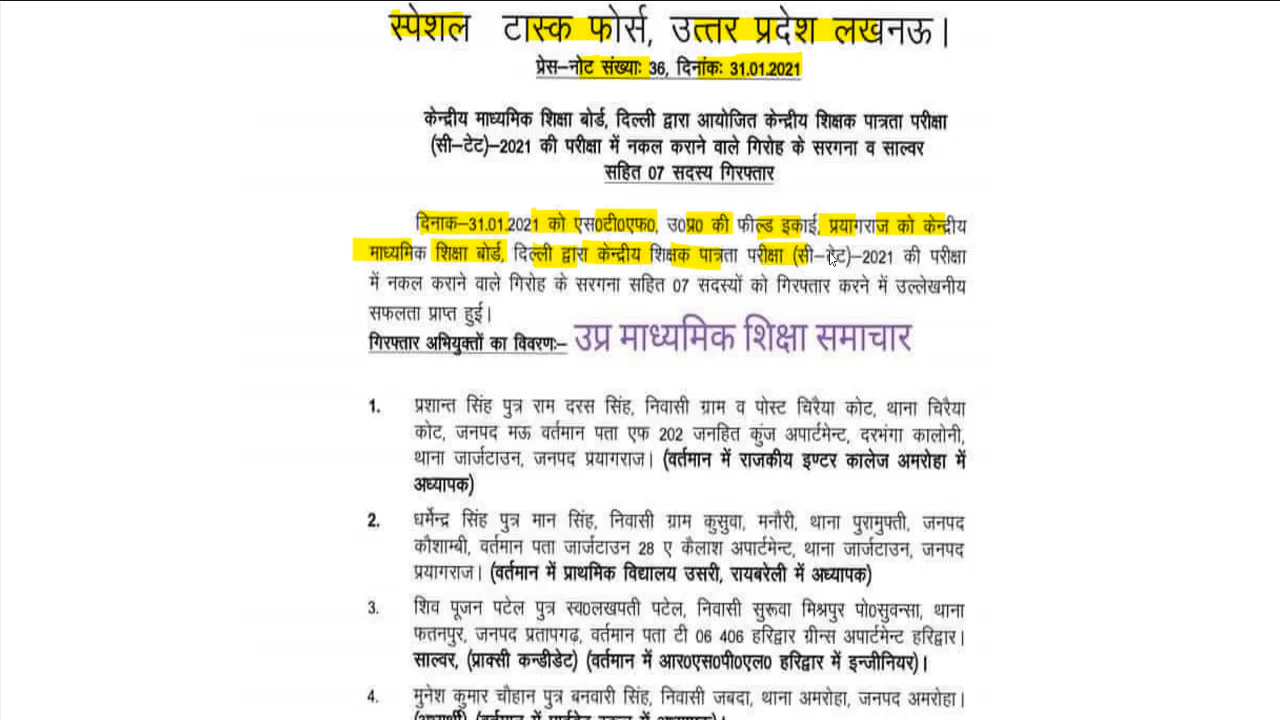 स्पेशल टास्क फोर्स, उत्तर प्रदेश लखनऊ।
प्रेस–नोट संख्याः 36, दिनांकः 31.01.2021
केन्द्रीय माध्यमिक शिक्षा बोर्ड, दिल्ली द्वारा आयोजित केन्द्रीय शिक्षक पात्रता परीक्षा
(सी–टेट)–2021 की परीक्षा में नकल कराने वाले गिरोह के सरगना व साल्वर
सहित 07 सदस्य गिरफ्तार
दिनाक–31.01.2021 को एस0टी0एफ0, उ0प्र0 की फील्ड इकाई, प्रयागराज को केन्द्रीय
माध्यमिक शिक्षा बोर्ड, दिल्ली द्वारा केन्द्रीय शिक्षक पात्रता परीक्षा (सी–टेट)–2021 की परीक्षा
में नकल कराने वाले गिरोह के सरगना सहित 07 सदस्यों को गिरफ्तार करने में उल्लेखनीय
सफलता प्राप्त हुई।
गिरफ्तार अभियुक्तों का विवरणः– उप्र माध्यमिक शिक्षा समाचार
1. प्रशान्त सिंह पुत्र राम दरस सिंह, निवासी ग्राम व पोस्ट चिरैया कोट, थाना चिरैया
कोट, जनपद मऊ वर्तमान पता एफ 202 जनहित कुंज अपार्टमेन्ट, दरभंगा कालोनी,
थाना जार्जटाउन, जनपद प्रयागराज। (वर्तमान में राजकीय इण्टर कालेज अमरोहा में
अध्यापक)
2. धर्मेन्द्र सिंह पुत्र मान सिंह, निवासी ग्राम कुसुवा, मनौरी, थाना पुरामुफ्ती, जनपद
कौशाम्बी, वर्तमान पता जार्जटाउन 28 ए कैलाश अपार्टमेन्ट, थाना जार्जटाउन, जनपद
प्रयागराज। (वर्तमान में प्राथमिक विद्यालय उसरी, रायबरेली में अध्यापक)
3. शिव पूजन पटेल पुत्र स्व0लखपती पटेल, निवासी सुरूवा मिश्रपुर पो0सुवन्सा, थाना
फतनपुर, जनपद प्रतापगढ़, वर्तमान पता टी 06 406 हरिद्वार ग्रीन्स अपार्टमेन्ट हरिद्वार।
साल्वर, (प्राक्सी कन्डीडेट) (वर्तमान में आर0एस0पी0एल0 हरिद्वार में इन्जीनियर)।
4. मुनेश कुमार चौहान पुत्र बनवारी सिंह, निवासी जबदा, थाना अमरोहा, जनपद अमरोहा।